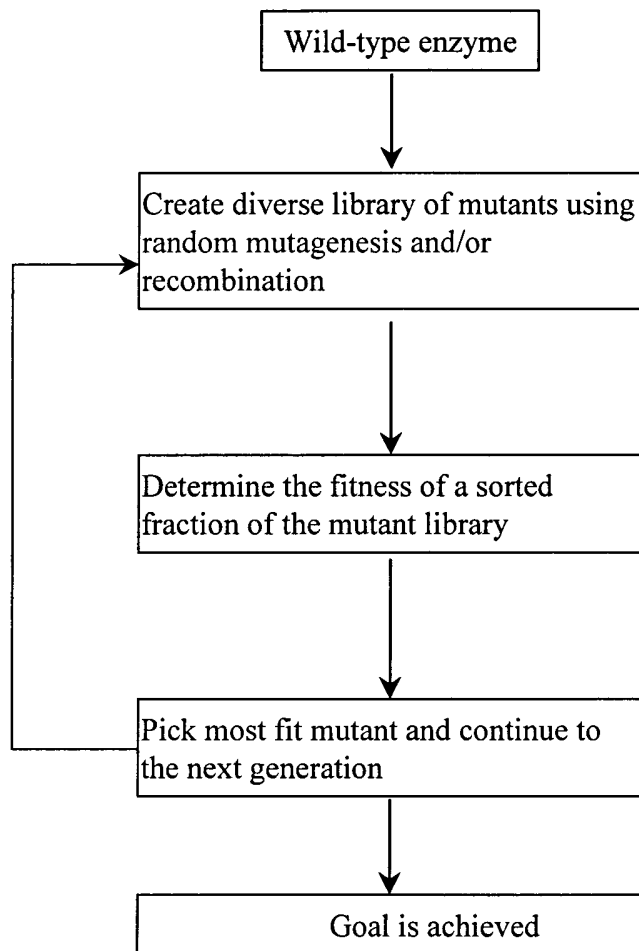 Wild-type enzyme
Create diverse library of mutants using
random mutagenesis and/or
recombination
Determine the fitness of a sorted
fraction of the mutant library
Pick most fit mutant and continue to
the next generation
Goal is achieved